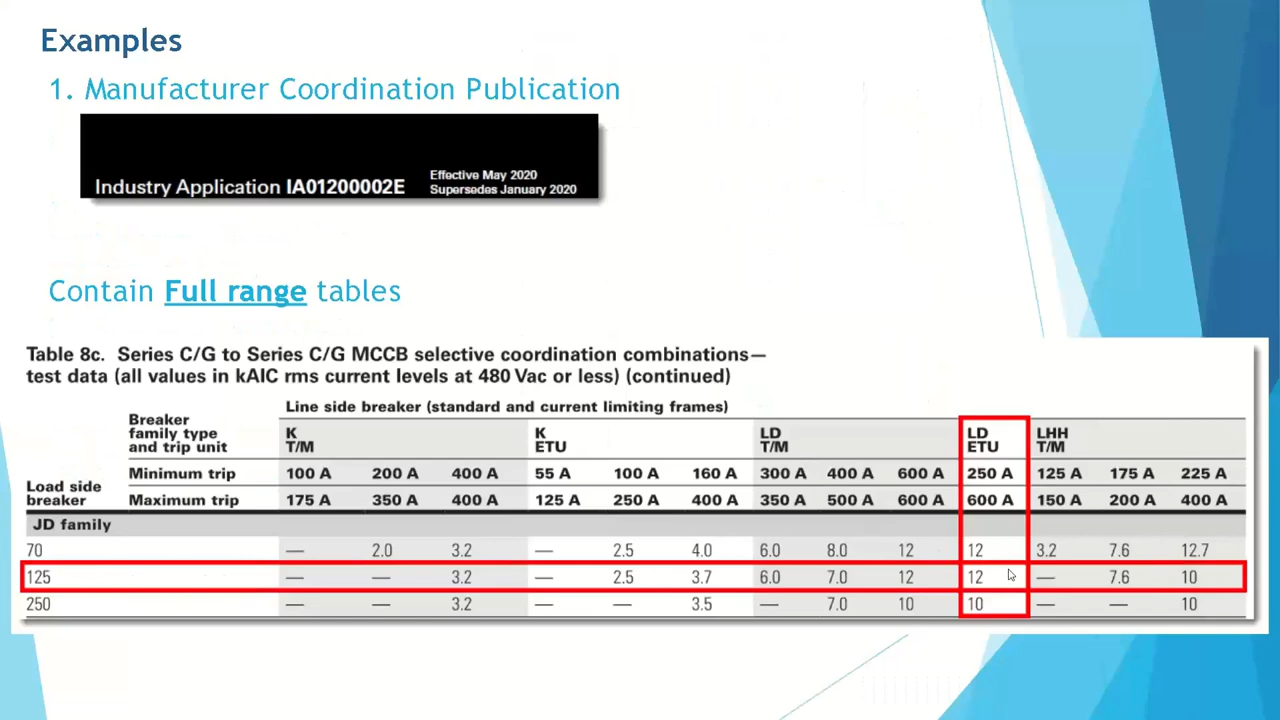 Examples
1. Manufacturer Coordination Publication
Industry Application IA01200002E
Effective May 2020
Supersedes January 2020
Contain Full range tables
Table 8c. Series C/G to Series C/G MCCB selective coordination combinations—
test data (all values in kAIC rms current levels at 480 Vac or less) (continued)
Line side breaker (standard and current limiting frames)
Load side
breaker
Breaker
family type
and trip unit
K T/M K ETU LD T/M LD ETU LHH T/M
Minimum trip 100 A 200 A 400 A 55 A 100 A 160 A 300 A 400 A 600 A 250 A 125 A 175 A 225 A
Maximum trip 175 A 350 A 400 A 125 A 250 A 400 A 350 A 500 A 600 A 600 A 150 A 200 A 400 A
JD family
70 — 2.0 3.2 — 2.5 4.0 6.0 8.0 12 12 3.2 7.6 12.7
125 — — 3.2 — 2.5 3.7 6.0 7.0 12 12 — 7.6 10
250 — — 3.2 — — 3.5 — 7.0 10 10 — — 10